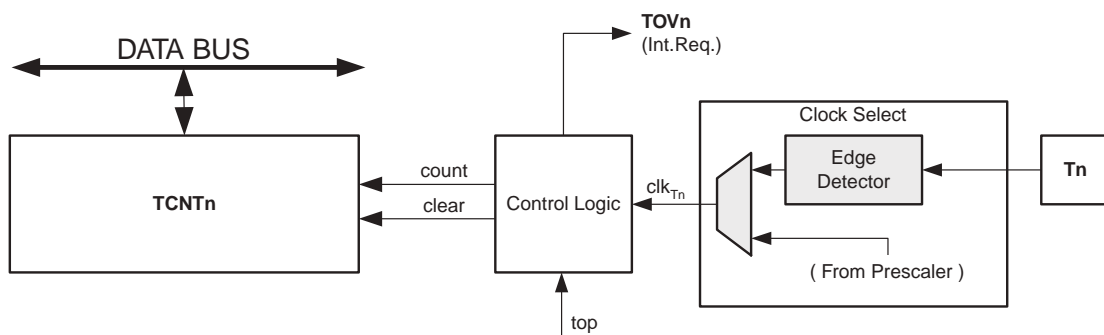 TOVn
(Int.Req.)
DATA BUS
Clock Select
TCNTn
count
clear
Control Logic
clkTn
Edge
Detector
Tn
( From Prescaler )
top